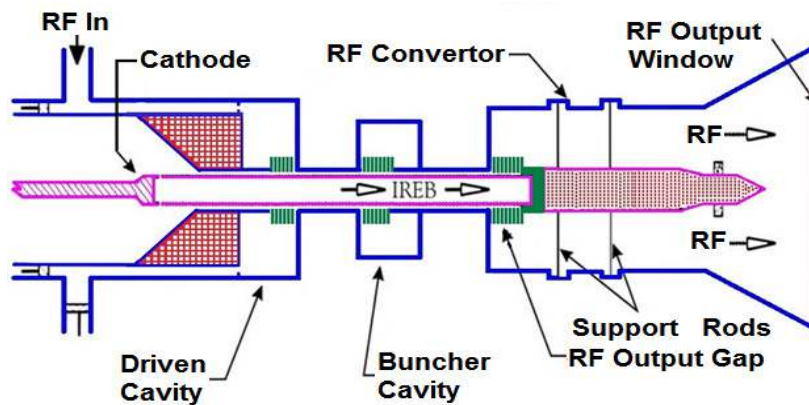 RF In
Cathode
RF Convertor
RF Output
Window
RF
IREB
RF
Driven
Cavity
Buncher
Cavity
Support Rods
RF Output Gap